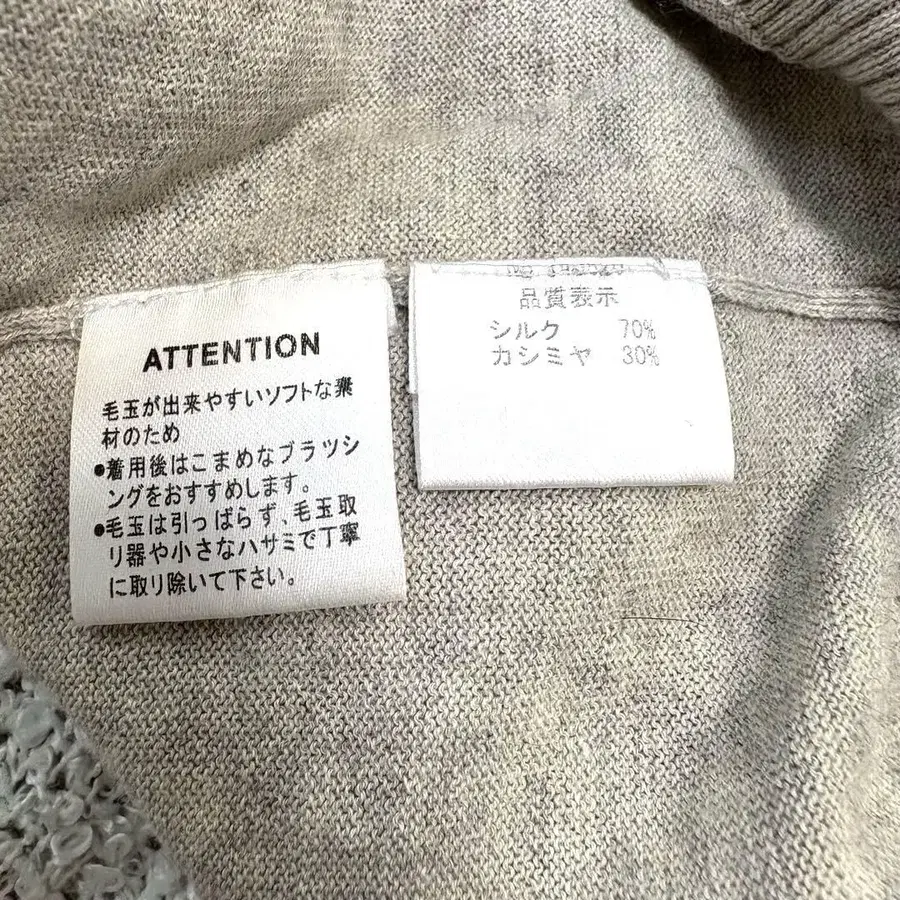 ATTENTION
毛玉が出来やすいソフトな素
材のため
●着用後はこまめなブラッシ
ングをおすすめします。
●毛玉は引っぱらず、毛玉取
り器や小さなハサミで丁寧
に取り除いて下さい。
品質表示
シルク 70%
カシミヤ 30%